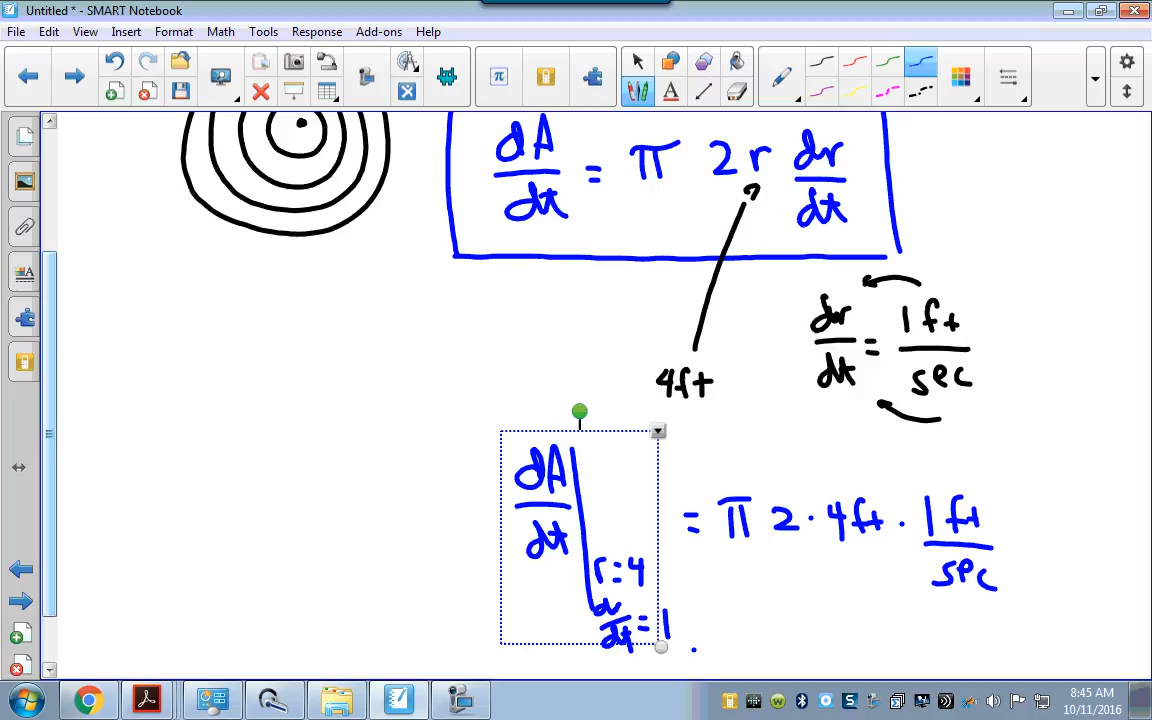 Untitled * - SMART Notebook
File Edit View Insert Format Math Tools Response Add-ons Help
dA/dt = π 2r dr/dt
dr/dt = 1ft/sec
4ft
dA/dt | r=4 dr/dt=1 = π 2 · 4ft · 1ft/sec
8:45 AM
10/11/2016